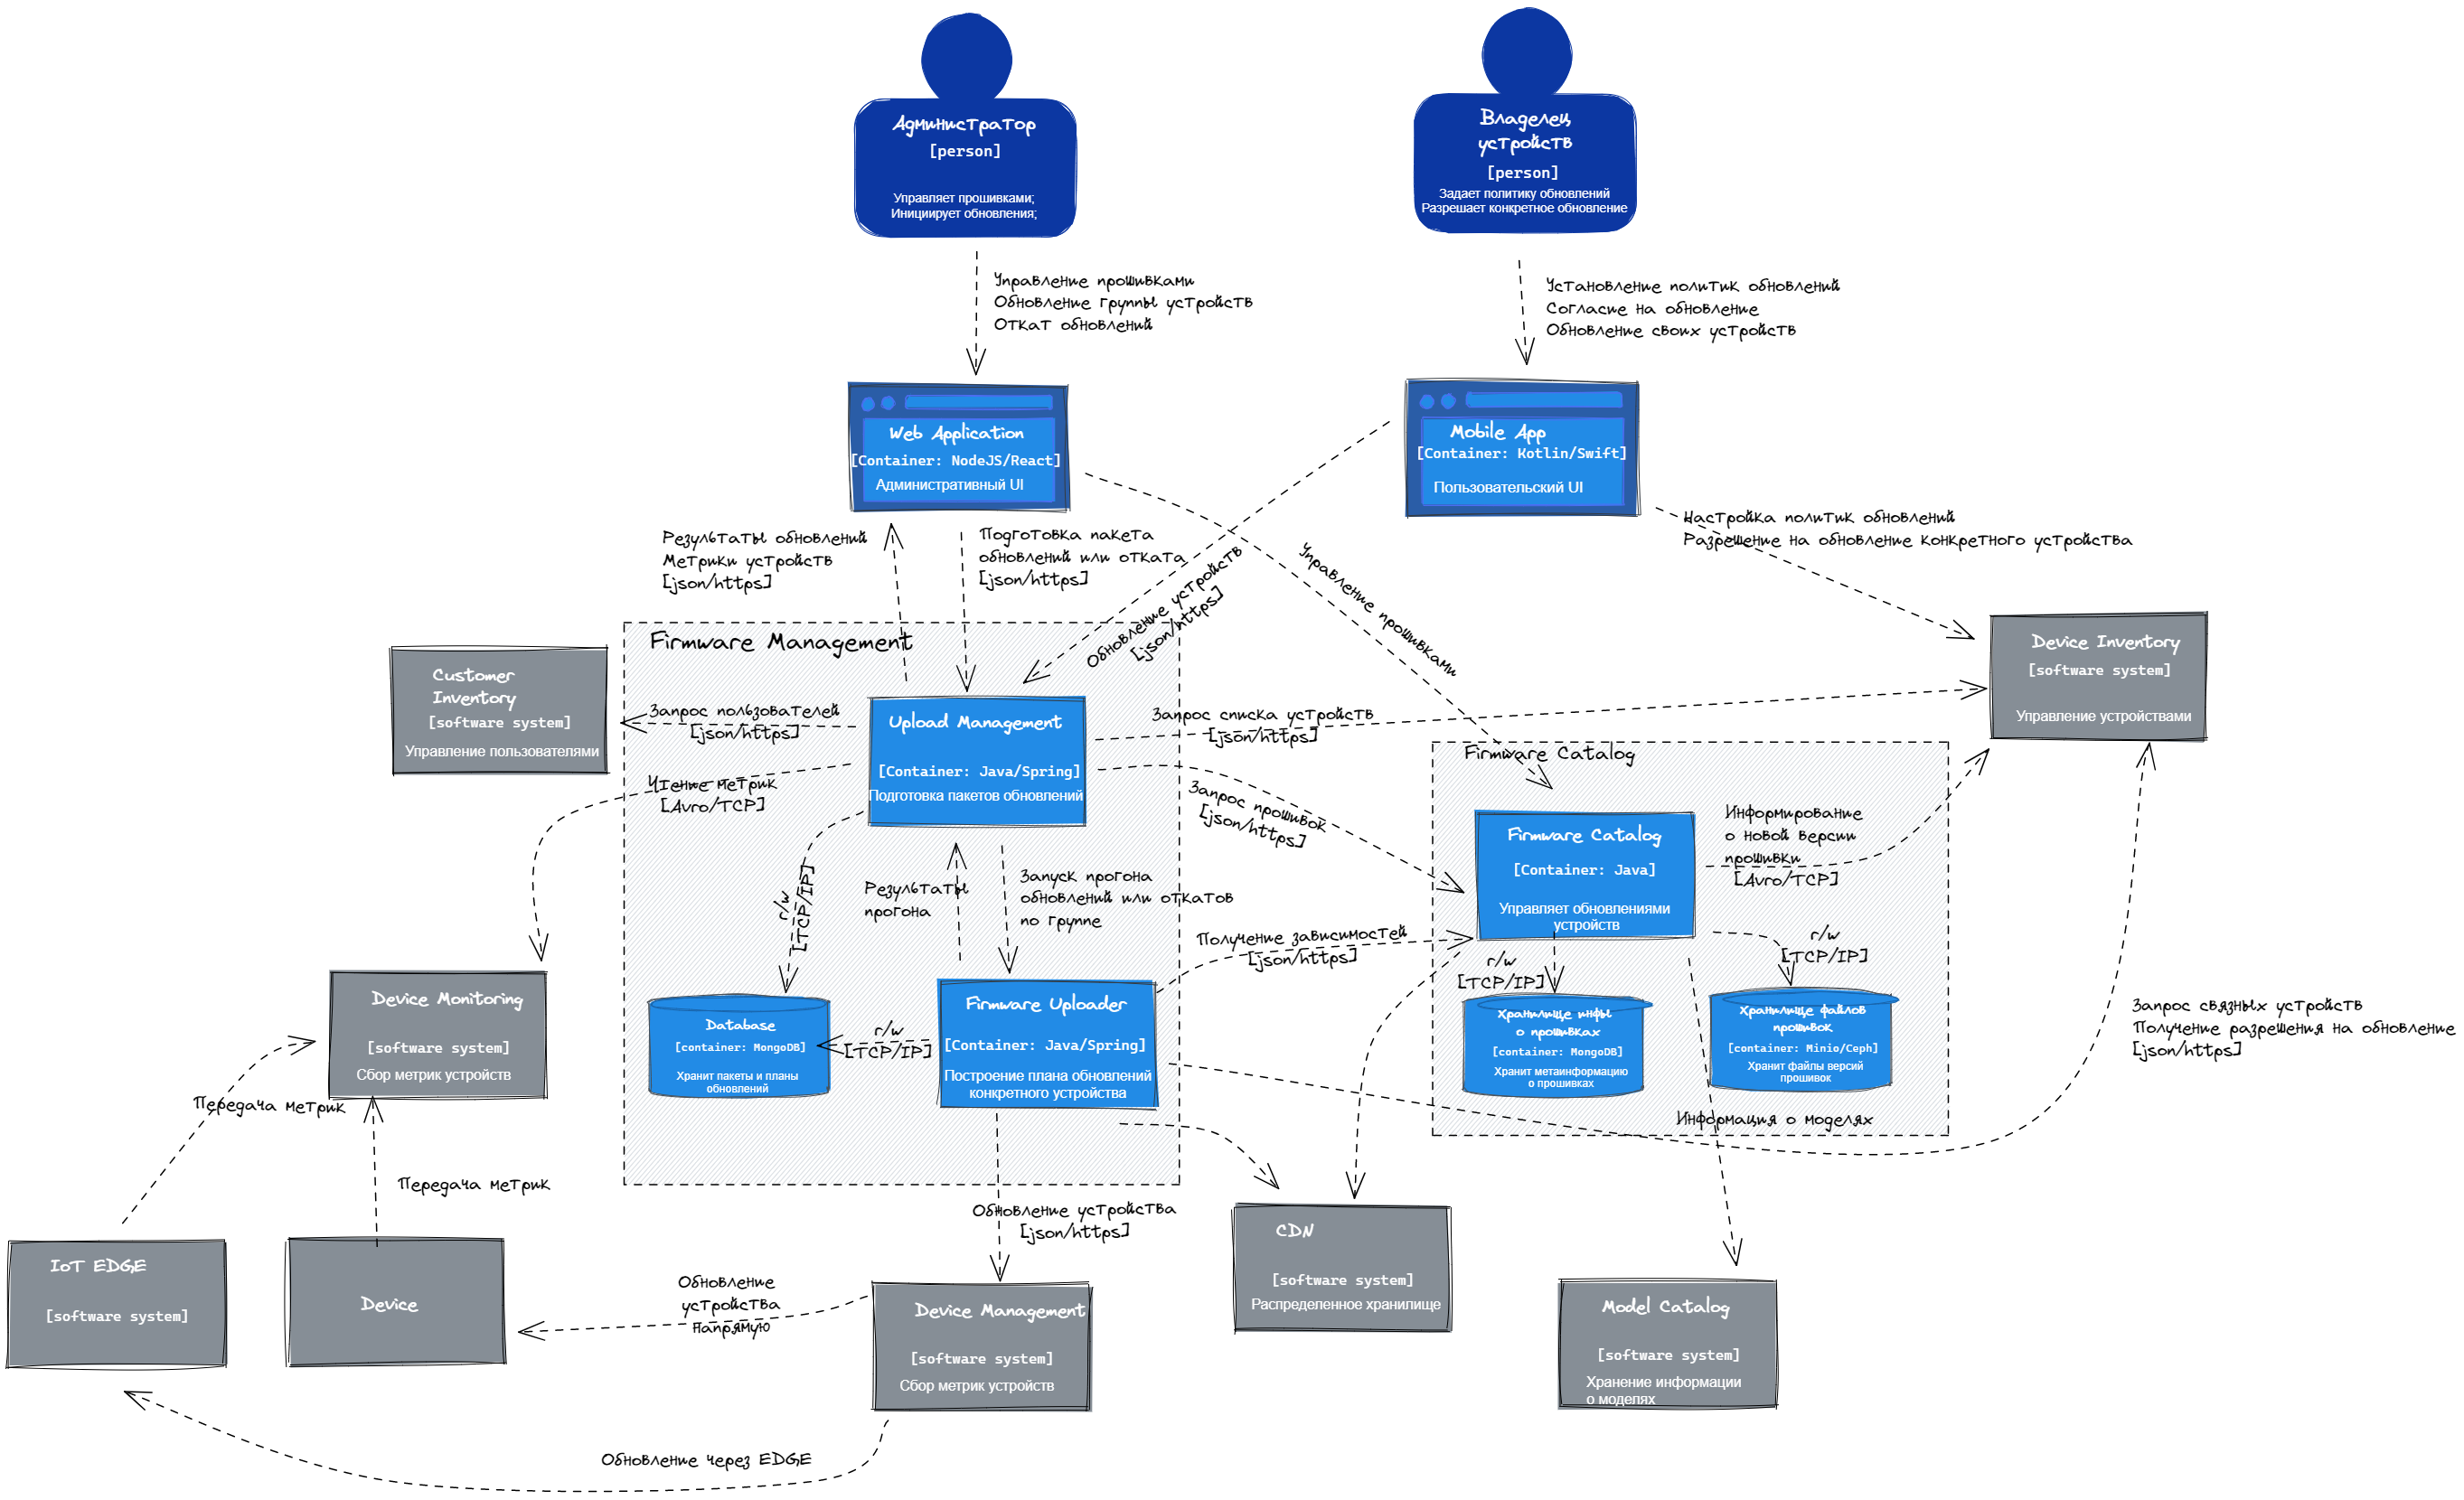 Администратор
[person]
Управляет прошивками;
Инициирует обновления;
Владелец
устройств
[person]
Задает политику обновлений
Разрешает конкретное обновление
Управление прошивками
Обновление группы устройств
Откат обновлений
Установление политик обновлений
Согласие на обновление
Обновление своих устройств
Web Application
[Container: NodeJS/React]
Административный UI
Mobile App
[Container: Kotlin/Swift]
Пользовательский UI
Результаты обновлений
Метрики устройств
[json/https]
Подготовка пакета
обновлений или отката
[json/https]
Обновление устройств
[json/https]
Управление прошивками
Настройка политик обновлений
Разрешение на обновление конкретного устройства
Firmware Management
Customer
Inventory
[software system]
Управление пользователями
Запрос пользователей
[json/https]
Upload Management
[Container: Java/Spring]
Подготовка пакетов обновлений
Запрос списка устройств
[json/https]
Device Inventory
[software system]
Управление устройствами
Чтение метрик
[Avro/TCP]
Запрос прошивок
[json/https]
Firmware Catalog
Firmware Catalog
[Container: Java]
Управляет обновлениями
устройств
Информирование
о новой версии
прошивки
[Avro/TCP]
r/w
[TCP/IP]
Результаты
прогона
Запуск прогона
обновлений или откатов
по группе
Получение зависимостей
[json/https]
r/w
[TCP/IP]
r/w
[TCP/IP]
Device Monitoring
[software system]
Сбор метрик устройств
Database
[container: MongoDB]
Хранит пакеты и планы
обновлений
r/w
[TCP/IP]
Firmware Uploader
[Container: Java/Spring]
Построение плана обновлений
конкретного устройства
Хранилище инфы
о прошивках
[container: MongoDB]
Хранит метаинформацию
о прошивках
Хранилище файлов
прошивок
[container: Minio/Ceph]
Хранит файлы версий
прошивок
Запрос связных устройств
Получение разрешения на обновление
[json/https]
Передача метрик
Передача метрик
Информация о моделях
Обновление устройства
[json/https]
IoT EDGE
[software system]
Device
Обновление
устройства
напрямую
Device Management
[software system]
Сбор метрик устройств
CDN
[software system]
Распределенное хранилище
Model Catalog
[software system]
Хранение информации
о моделях
Обновление через EDGE